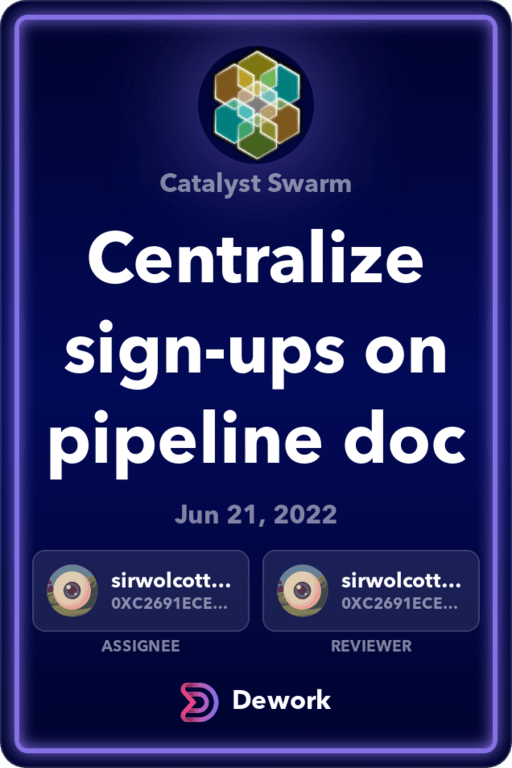 Catalyst Swarm
Centralize
sign-ups on
pipeline doc
Jun 21, 2022
sirwolcott...
0XC2691ECE...
sirwolcott...
0XC2691ECE...
ASSIGNEE
REVIEWER
Dework